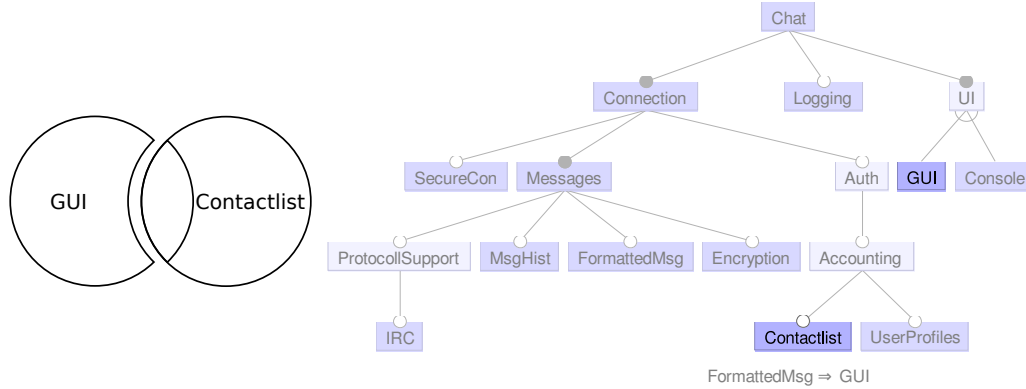 Chat
Connection
Logging
UI
SecureCon
Messages
Auth
GUI
Console
GUI
Contactlist
ProtocollSupport
MsgHist
FormattedMsg
Encryption
Accounting
IRC
Contactlist
UserProfiles
FormattedMsg ⇒ GUI